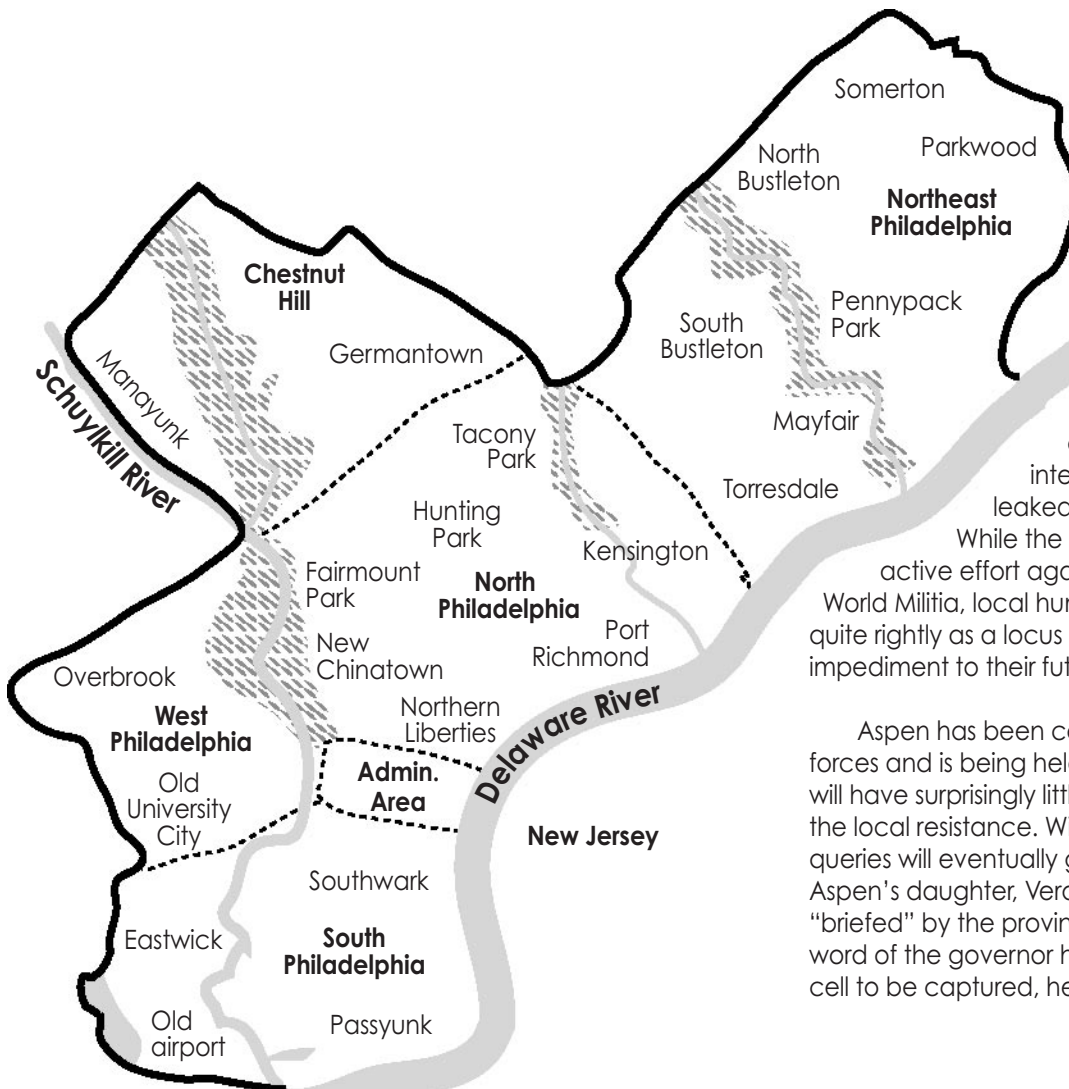 Somerton
Parkwood
North
Bustleton
Northeast
Philadelphia
Chestnut
Hill
Pennypack
Park
South
Bustleton
Germantown
Manayunk
Schuylkill River
Mayfair
Tacony
Park
Torresdale
Hunting
Park
Kensington
Fairmount
Park
North
Philadelphia
Port
Richmond
New
Chinatown
Overbrook
West
Philadelphia
Northern
Liberties
Delaware River
Admin.
Area
Old
University
City
New Jersey
Southwark
Eastwick
South
Philadelphia
Old
airport
Passyunk
inte
leaked
While the
active effort aga
World Militia, local hur
quite rightly as a locus
impediment to their fut
Aspen has been c
forces and is being held
will have surprisingly littl
the local resistance. Wi
queries will eventually g
Aspen’s daughter, Vero
“briefed” by the provin
word of the governor h
cell to be captured, he